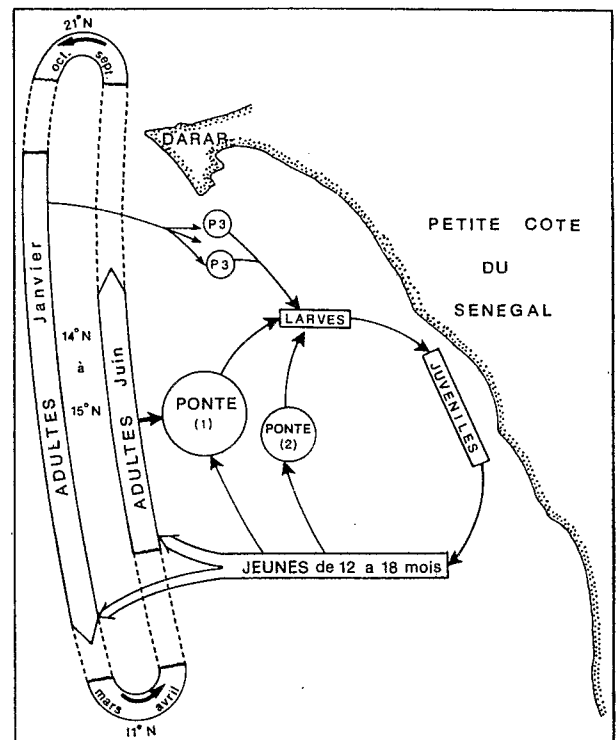 21°N
oct.
sept.
DARAR
P3
P3
PETITE COTE
DU
SENEGAL
Janvier
14°N
à
15°N
Juin
ADULTES
ADULTES
LARVES
JUVENILES
PONTE
(1)
PONTE
(2)
JEUNES de 12 a 18 mois
mars
avril
11°N